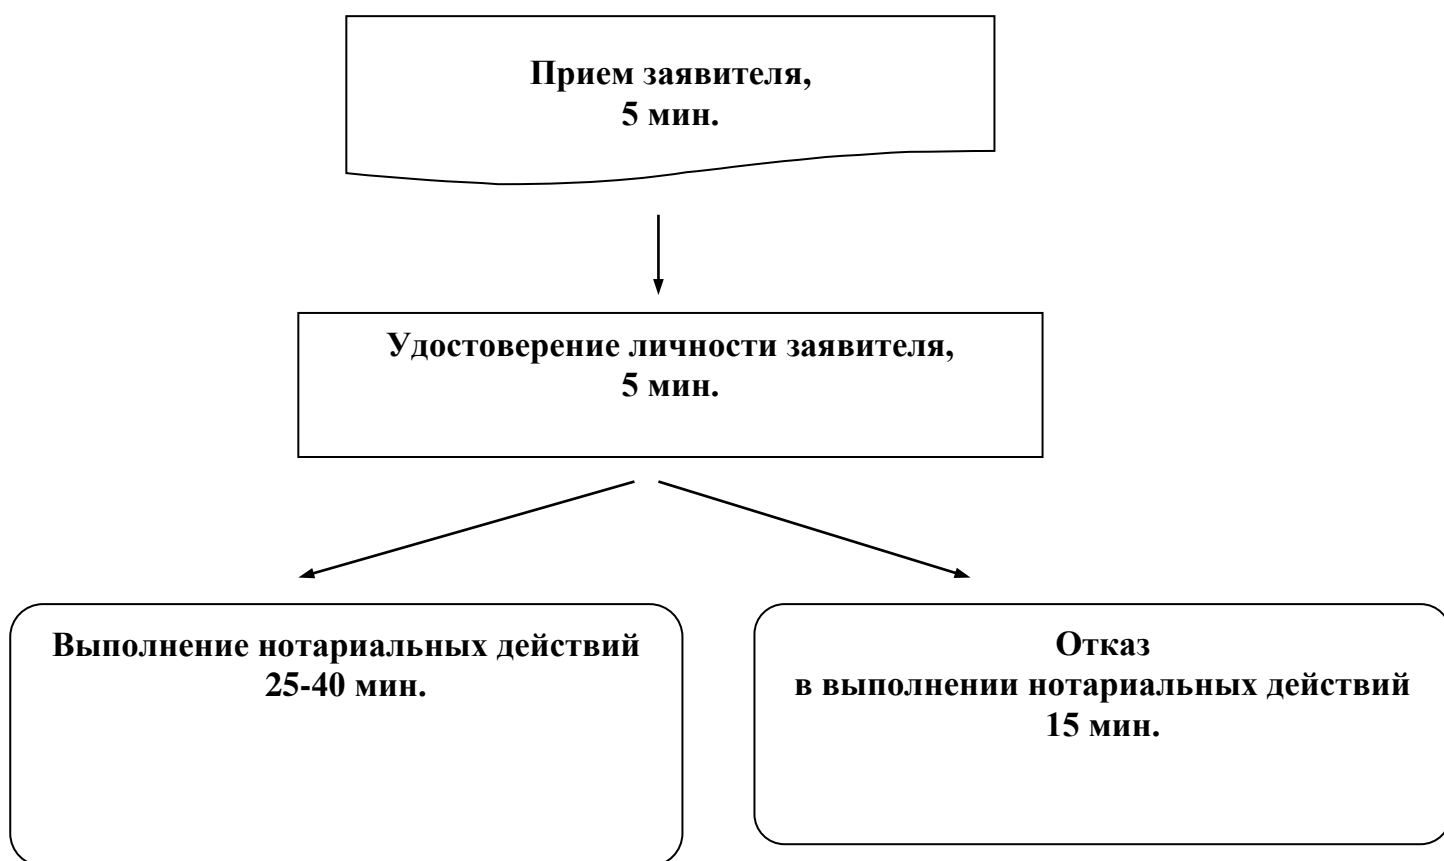 Прием заявителя,
5 мин.
Удостоверение личности заявителя,
5 мин.
Выполнение нотариальных действий
25-40 мин.
Отказ
в выполнении нотариальных действий
15 мин.